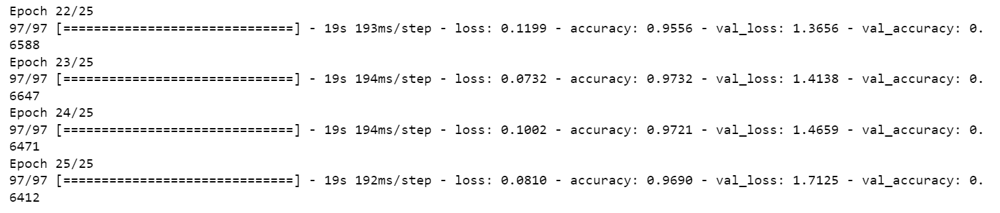 Epoch 22/25
97/97 [==============================] - 19s 193ms/step - loss: 0.1199 - accuracy: 0.9556 - val_loss: 1.3656 - val_accuracy: 0.
6588
Epoch 23/25
97/97 [==============================] - 19s 194ms/step - loss: 0.0732 - accuracy: 0.9732 - val_loss: 1.4138 - val_accuracy: 0.
6647
Epoch 24/25
97/97 [==============================] - 19s 194ms/step - loss: 0.1002 - accuracy: 0.9721 - val_loss: 1.4659 - val_accuracy: 0.
6471
Epoch 25/25
97/97 [==============================] - 19s 192ms/step - loss: 0.0810 - accuracy: 0.9690 - val_loss: 1.7125 - val_accuracy: 0.
6412